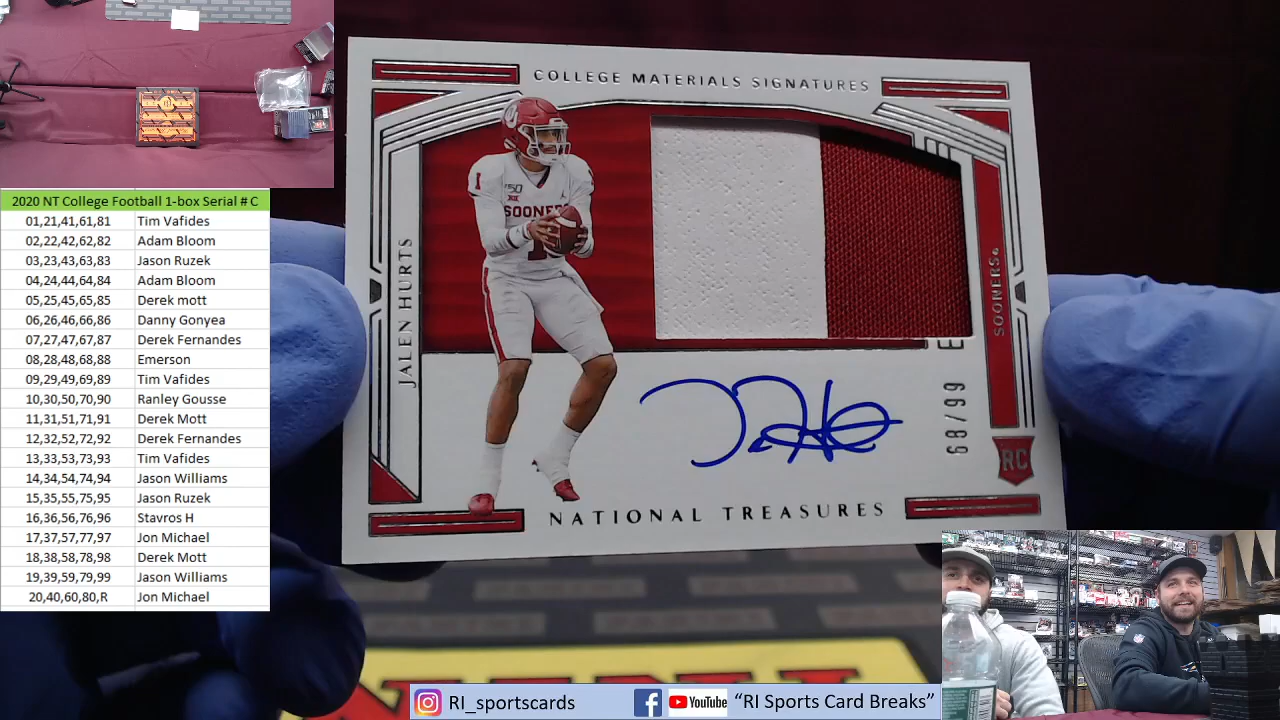 COLLEGE MATERIALS SIGNATURES
JALEN HURTS
SOONERS
68/99
RC
NATIONAL TREASURES
2020 NT College Football 1-box Serial # C
01,21,41,61,81 Tim Vafides
02,22,42,62,82 Adam Bloom
03,23,43,63,83 Jason Ruzek
04,24,44,64,84 Adam Bloom
05,25,45,65,85 Derek mott
06,26,46,66,86 Danny Gonyea
07,27,47,67,87 Derek Fernandes
08,28,48,68,88 Emerson
09,29,49,69,89 Tim Vafides
10,30,50,70,90 Ranley Gousse
11,31,51,71,91 Derek Mott
12,32,52,72,92 Derek Fernandes
13,33,53,73,93 Tim Vafides
14,34,54,74,94 Jason Williams
15,35,55,75,95 Jason Ruzek
16,36,56,76,96 Stavros H
17,37,57,77,97 Jon Michael
18,38,58,78,98 Derek Mott
19,39,59,79,99 Jason Williams
20,40,60,80,R Jon Michael
RI_sportscards
YouTube
“RI Sports Card Breaks”